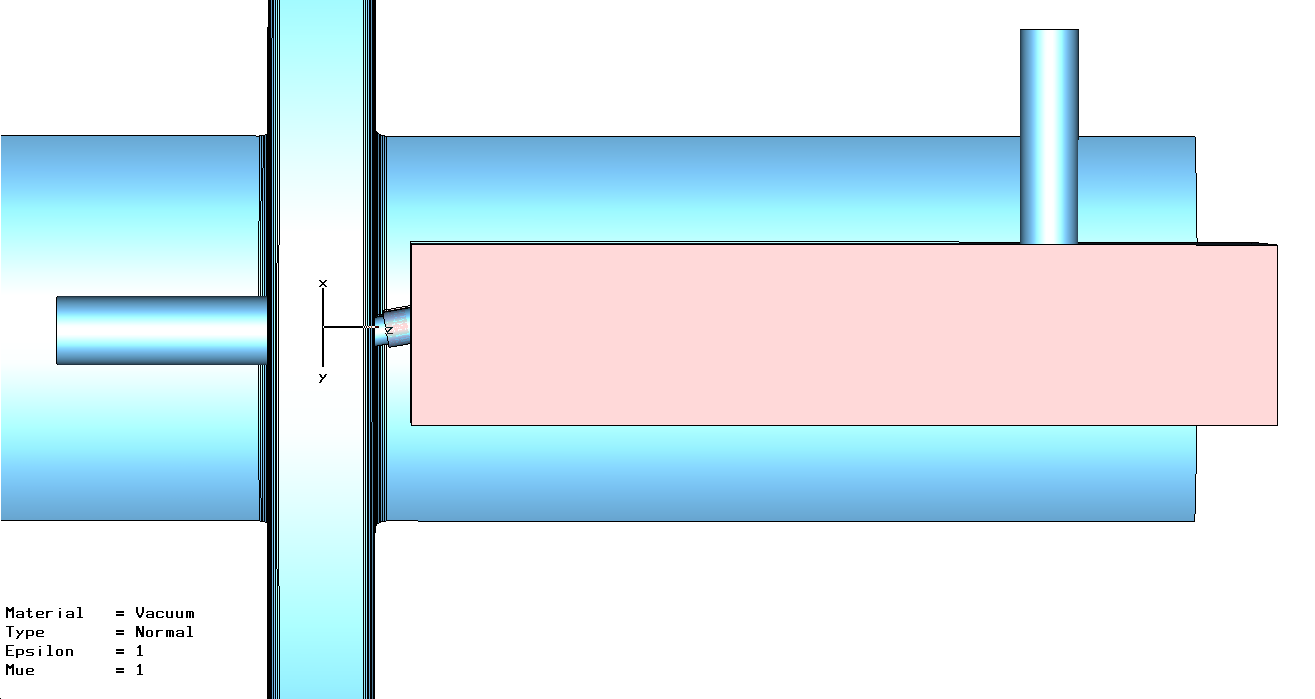 x
z
y
Material = Vacuum
Type = Normal
Epsilon = 1
Mue = 1